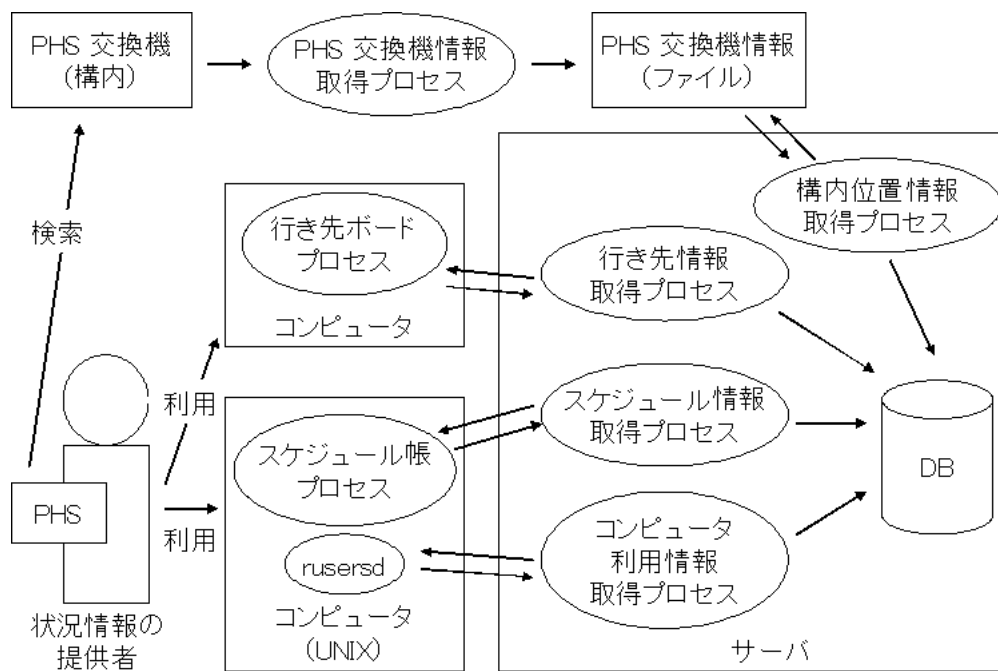 PHS 交換機
(構内)
PHS 交換機情報
取得プロセス
PHS 交換機情報
(ファイル)
検索
行き先ボード
プロセス
コンピュータ
構内位置情報
取得プロセス
行き先情報
取得プロセス
利用
スケジュール帳
プロセス
スケジュール情報
取得プロセス
DB
PHS
利用
rusersd
コンピュータ
(UNIX)
コンピュータ
利用情報
取得プロセス
状況情報の
提供者
サーバ